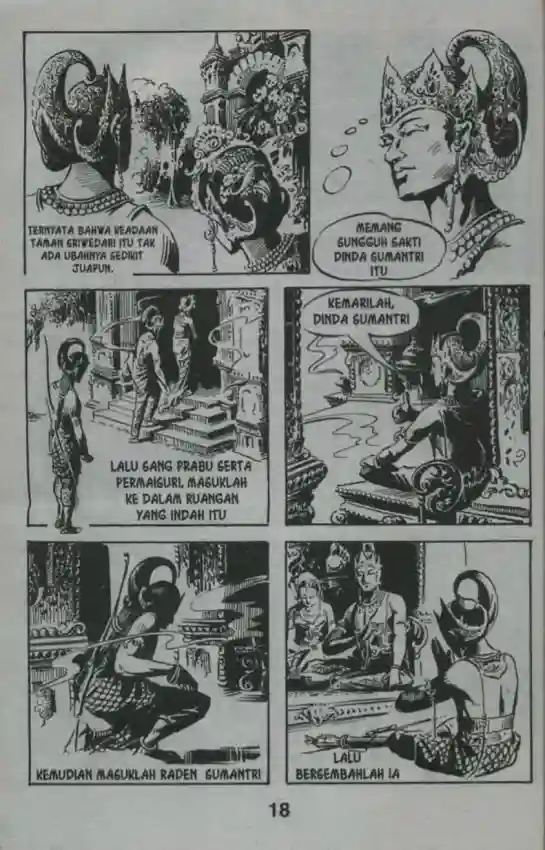 TERNYATA BAHWA KEADAAN
TAMAN SRIWEDARI ITU TAK
ADA UBAHNYA SEDIKIT
JUAPUN.
MEMANG
SUNGGUH SAKTI
DINDA SUMANTRI
ITU
LALU SANG PRABU SERTA
PERMAISURI, MASUKLAH
KE DALAM RUANGAN
YANG INDAH ITU
KEMARILAH,
DINDA SUMANTRI
KEMUDIAN MASUKLAH RADEN SUMANTRI
LALU
BERSEMBAHLAH IA
18